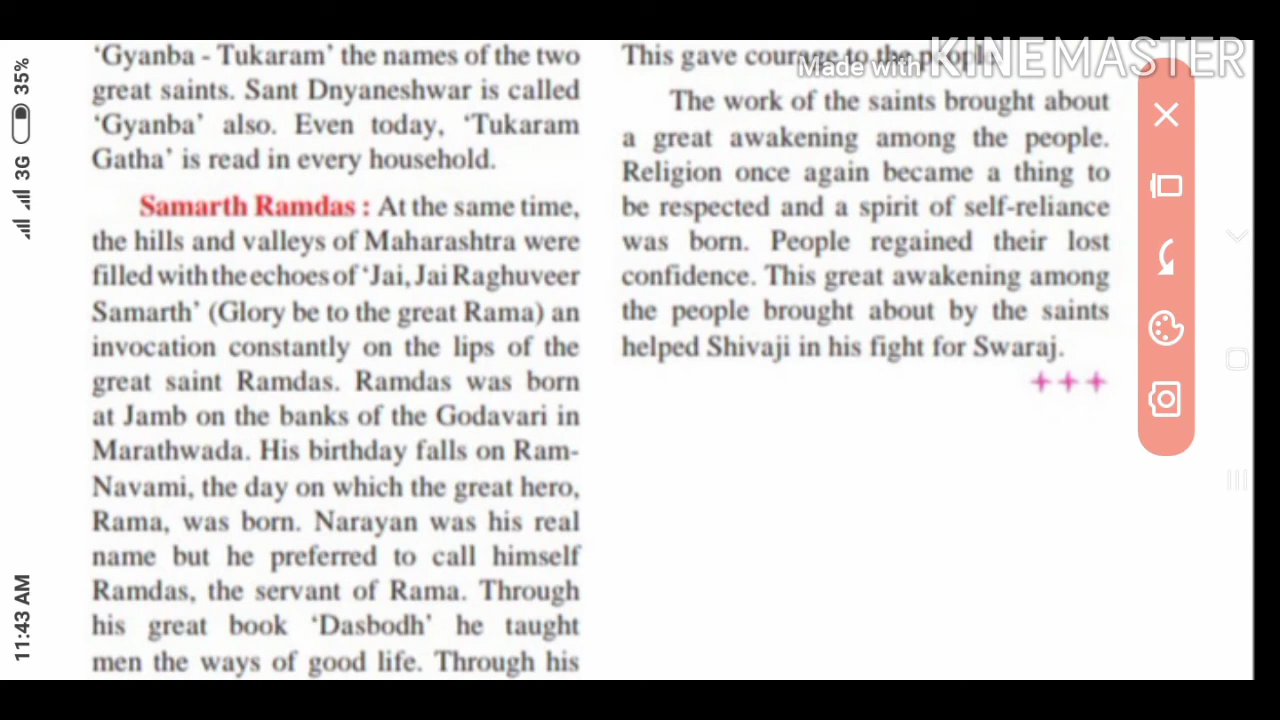 ‘Gyanba - Tukaram’ the names of the two
great saints. Sant Dnyaneshwar is called
‘Gyanba’ also. Even today, ‘Tukaram
Gatha’ is read in every household.
Samarth Ramdas : At the same time,
the hills and valleys of Maharashtra were
filled with the echoes of ‘Jai, Jai Raghuveer
Samarth’ (Glory be to the great Rama) an
invocation constantly on the lips of the
great saint Ramdas. Ramdas was born
at Jamb on the banks of the Godavari in
Marathwada. His birthday falls on Ram-
Navami, the day on which the great hero,
Rama, was born. Narayan was his real
name but he preferred to call himself
Ramdas, the servant of Rama. Through
his great book ‘Dasbodh’ he taught
men the ways of good life. Through his
This gave courage to the people.
The work of the saints brought about
a great awakening among the people.
Religion once again became a thing to
be respected and a spirit of self-reliance
was born. People regained their lost
confidence. This great awakening among
the people brought about by the saints
helped Shivaji in his fight for Swaraj.
Made with KINEMASTER
35%
3G
11:43 AM